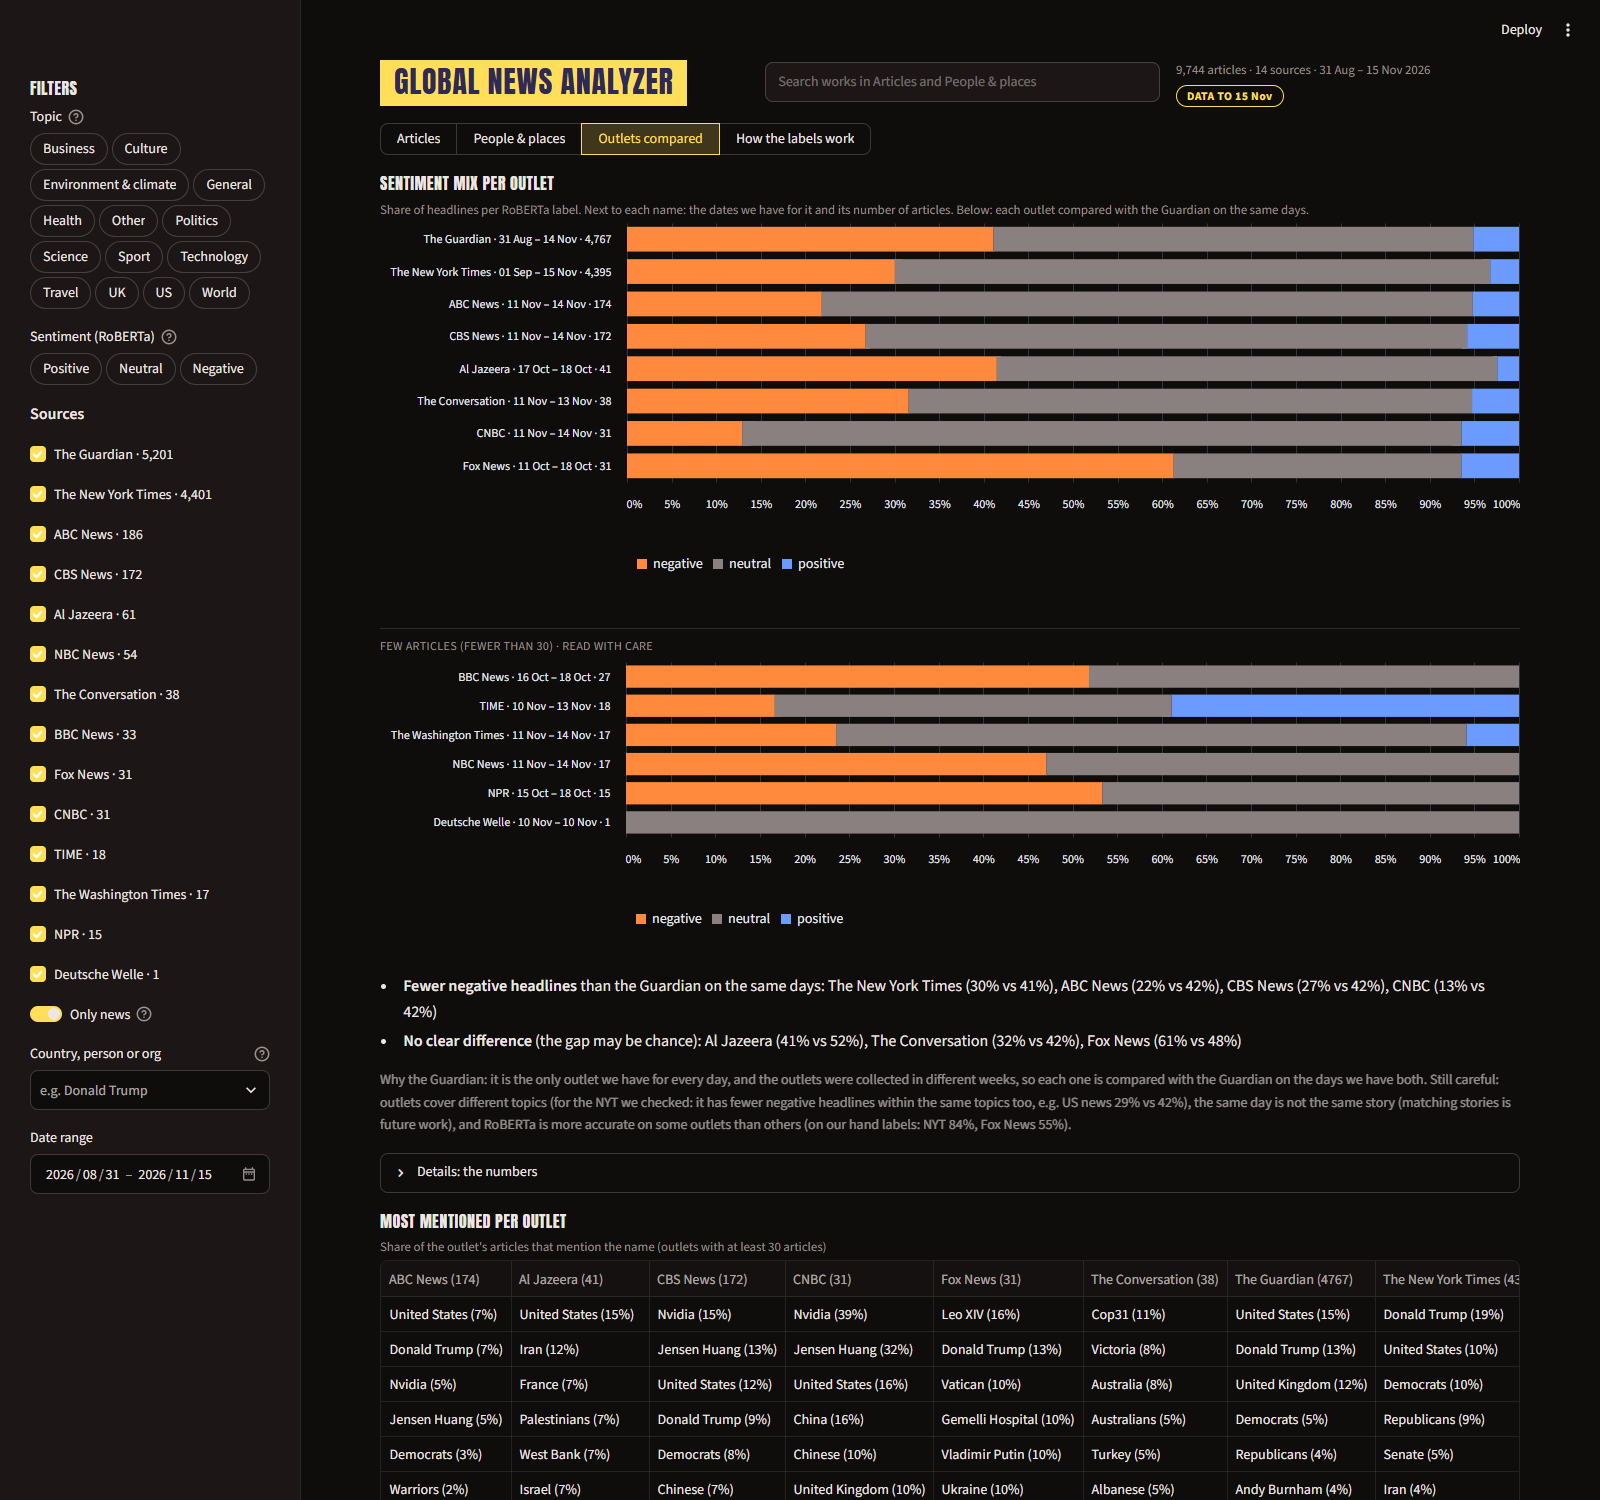 Deploy
FILTERS
Topic
Business
Culture
Environment & climate
General
Health
Other
Politics
Science
Sport
Technology
Travel
UK
US
World
Sentiment (RoBERTa)
Positive
Neutral
Negative
Sources
The Guardian · 5,201
The New York Times · 4,401
ABC News · 186
CBS News · 172
Al Jazeera · 61
NBC News · 54
The Conversation · 38
BBC News · 33
Fox News · 31
CNBC · 31
TIME · 18
The Washington Times · 17
NPR · 15
Deutsche Welle · 1
Only news
Country, person or org
e.g. Donald Trump
Date range
2026/08/31 – 2026/11/15
GLOBAL NEWS ANALYZER
Search works in Articles and People & places
9,744 articles · 14 sources · 31 Aug – 15 Nov 2026
DATA TO 15 Nov
Articles
People & places
Outlets compared
How the labels work
SENTIMENT MIX PER OUTLET
Share of headlines per RoBERTa label. Next to each name: the dates we have for it and its number of articles. Below: each outlet compared with the Guardian on the same days.
The Guardian · 31 Aug – 14 Nov · 4,767
The New York Times · 01 Sep – 15 Nov · 4,395
ABC News · 11 Nov – 14 Nov · 174
CBS News · 11 Nov – 14 Nov · 172
Al Jazeera · 17 Oct – 18 Oct · 41
The Conversation · 11 Nov – 13 Nov · 38
CNBC · 11 Nov – 14 Nov · 31
Fox News · 11 Oct – 18 Oct · 31
0% 5% 10% 15% 20% 25% 30% 35% 40% 45% 50% 55% 60% 65% 70% 75% 80% 85% 90% 95% 100%
negative neutral positive
FEW ARTICLES (FEWER THAN 30) · READ WITH CARE
BBC News · 16 Oct – 18 Oct · 27
TIME · 10 Nov – 13 Nov · 18
The Washington Times · 11 Nov – 14 Nov · 17
NBC News · 11 Nov – 14 Nov · 17
NPR · 15 Oct – 18 Oct · 15
Deutsche Welle · 10 Nov – 10 Nov · 1
0% 5% 10% 15% 20% 25% 30% 35% 40% 45% 50% 55% 60% 65% 70% 75% 80% 85% 90% 95% 100%
negative neutral positive
• Fewer negative headlines than the Guardian on the same days: The New York Times (30% vs 41%), ABC News (22% vs 42%), CBS News (27% vs 42%), CNBC (13% vs
42%)
• No clear difference (the gap may be chance): Al Jazeera (41% vs 52%), The Conversation (32% vs 42%), Fox News (61% vs 48%)
Why the Guardian: it is the only outlet we have for every day, and the outlets were collected in different weeks, so each one is compared with the Guardian on the days we have both. Still careful:
outlets cover different topics (for the NYT we checked: it has fewer negative headlines within the same topics too, e.g. US news 29% vs 42%), the same day is not the same story (matching stories is
future work), and RoBERTa is more accurate on some outlets than others (on our hand labels: NYT 84%, Fox News 55%).
Details: the numbers
MOST MENTIONED PER OUTLET
Share of the outlet's articles that mention the name (outlets with at least 30 articles)
ABC News (174) Al Jazeera (41) CBS News (172) CNBC (31) Fox News (31) The Conversation (38) The Guardian (4767) The New York Times (43
United States (7%) United States (15%) Nvidia (15%) Nvidia (39%) Leo XIV (16%) Cop31 (11%) United States (15%) Donald Trump (19%)
Donald Trump (7%) Iran (12%) Jensen Huang (13%) Jensen Huang (32%) Donald Trump (13%) Victoria (8%) Donald Trump (13%) United States (10%)
Nvidia (5%) France (7%) United States (12%) United States (16%) Vatican (10%) Australia (8%) United Kingdom (12%) Democrats (10%)
Jensen Huang (5%) Palestinians (7%) Donald Trump (9%) China (16%) Gemelli Hospital (10%) Australians (5%) Democrats (5%) Republicans (9%)
Democrats (3%) West Bank (7%) Democrats (8%) Chinese (10%) Vladimir Putin (10%) Turkey (5%) Republicans (4%) Senate (5%)
Warriors (2%) Israel (7%) Chinese (7%) United Kingdom (10%) Ukraine (10%) Albanese (5%) Andy Burnham (4%) Iran (4%)